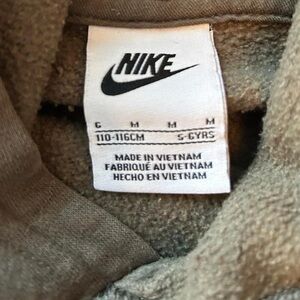 NIKE
G M M M
110-116CM 5-6YRS
MADE IN VIETNAM
FABRIQUÉ AU VIETNAM
HECHO EN VIETNAM